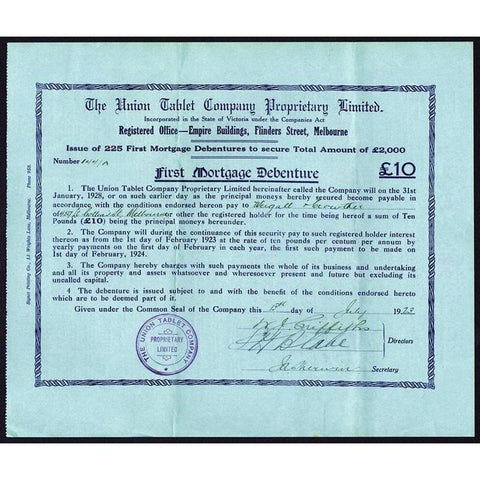 The Union Tablet Company Proprietary Limited.
Incorporated in the State of Victoria under the Companies Act
Registered Office—Empire Buildings, Flinders Street, Melbourne
Issue of 225 First Mortgage Debentures to secure Total Amount of £2,000
Number
First Mortgage Debenture
£10
1. The Union Tablet Company Proprietary Limited hereinafter called the Company will on the 31st
January, 1928, or on such earlier day as the principal moneys hereby secured become payable in
accordance with the conditions endorsed hereon pay to Weigall & Crowther
of 459 Collins St Melbourne or other the registered holder for the time being hereof a sum of Ten
Pounds (£10) being the principal moneys hereunder.
2. The Company will during the continuance of this security pay to such registered holder interest
thereon as from the 1st day of February 1923 at the rate of ten pounds per centum per annum by
yearly payments on the first day of February in each year, the first such payment to be made on
1st day of February, 1924.
3. The Company hereby charges with such payments the whole of its business and undertaking
and all its property and assets whatsoever and wheresoever present and future excluding its
uncalled capital.
4 The debenture is issued subject to and with the benefit of the conditions endorsed hereto which
are to be deemed part of it.
Given under the Common Seal of the Company this 5th day of July 1923
Griffiths
Blake
Directors
Secretary
THE UNION TABLET COMPANY
PROPRIETARY
LIMITED